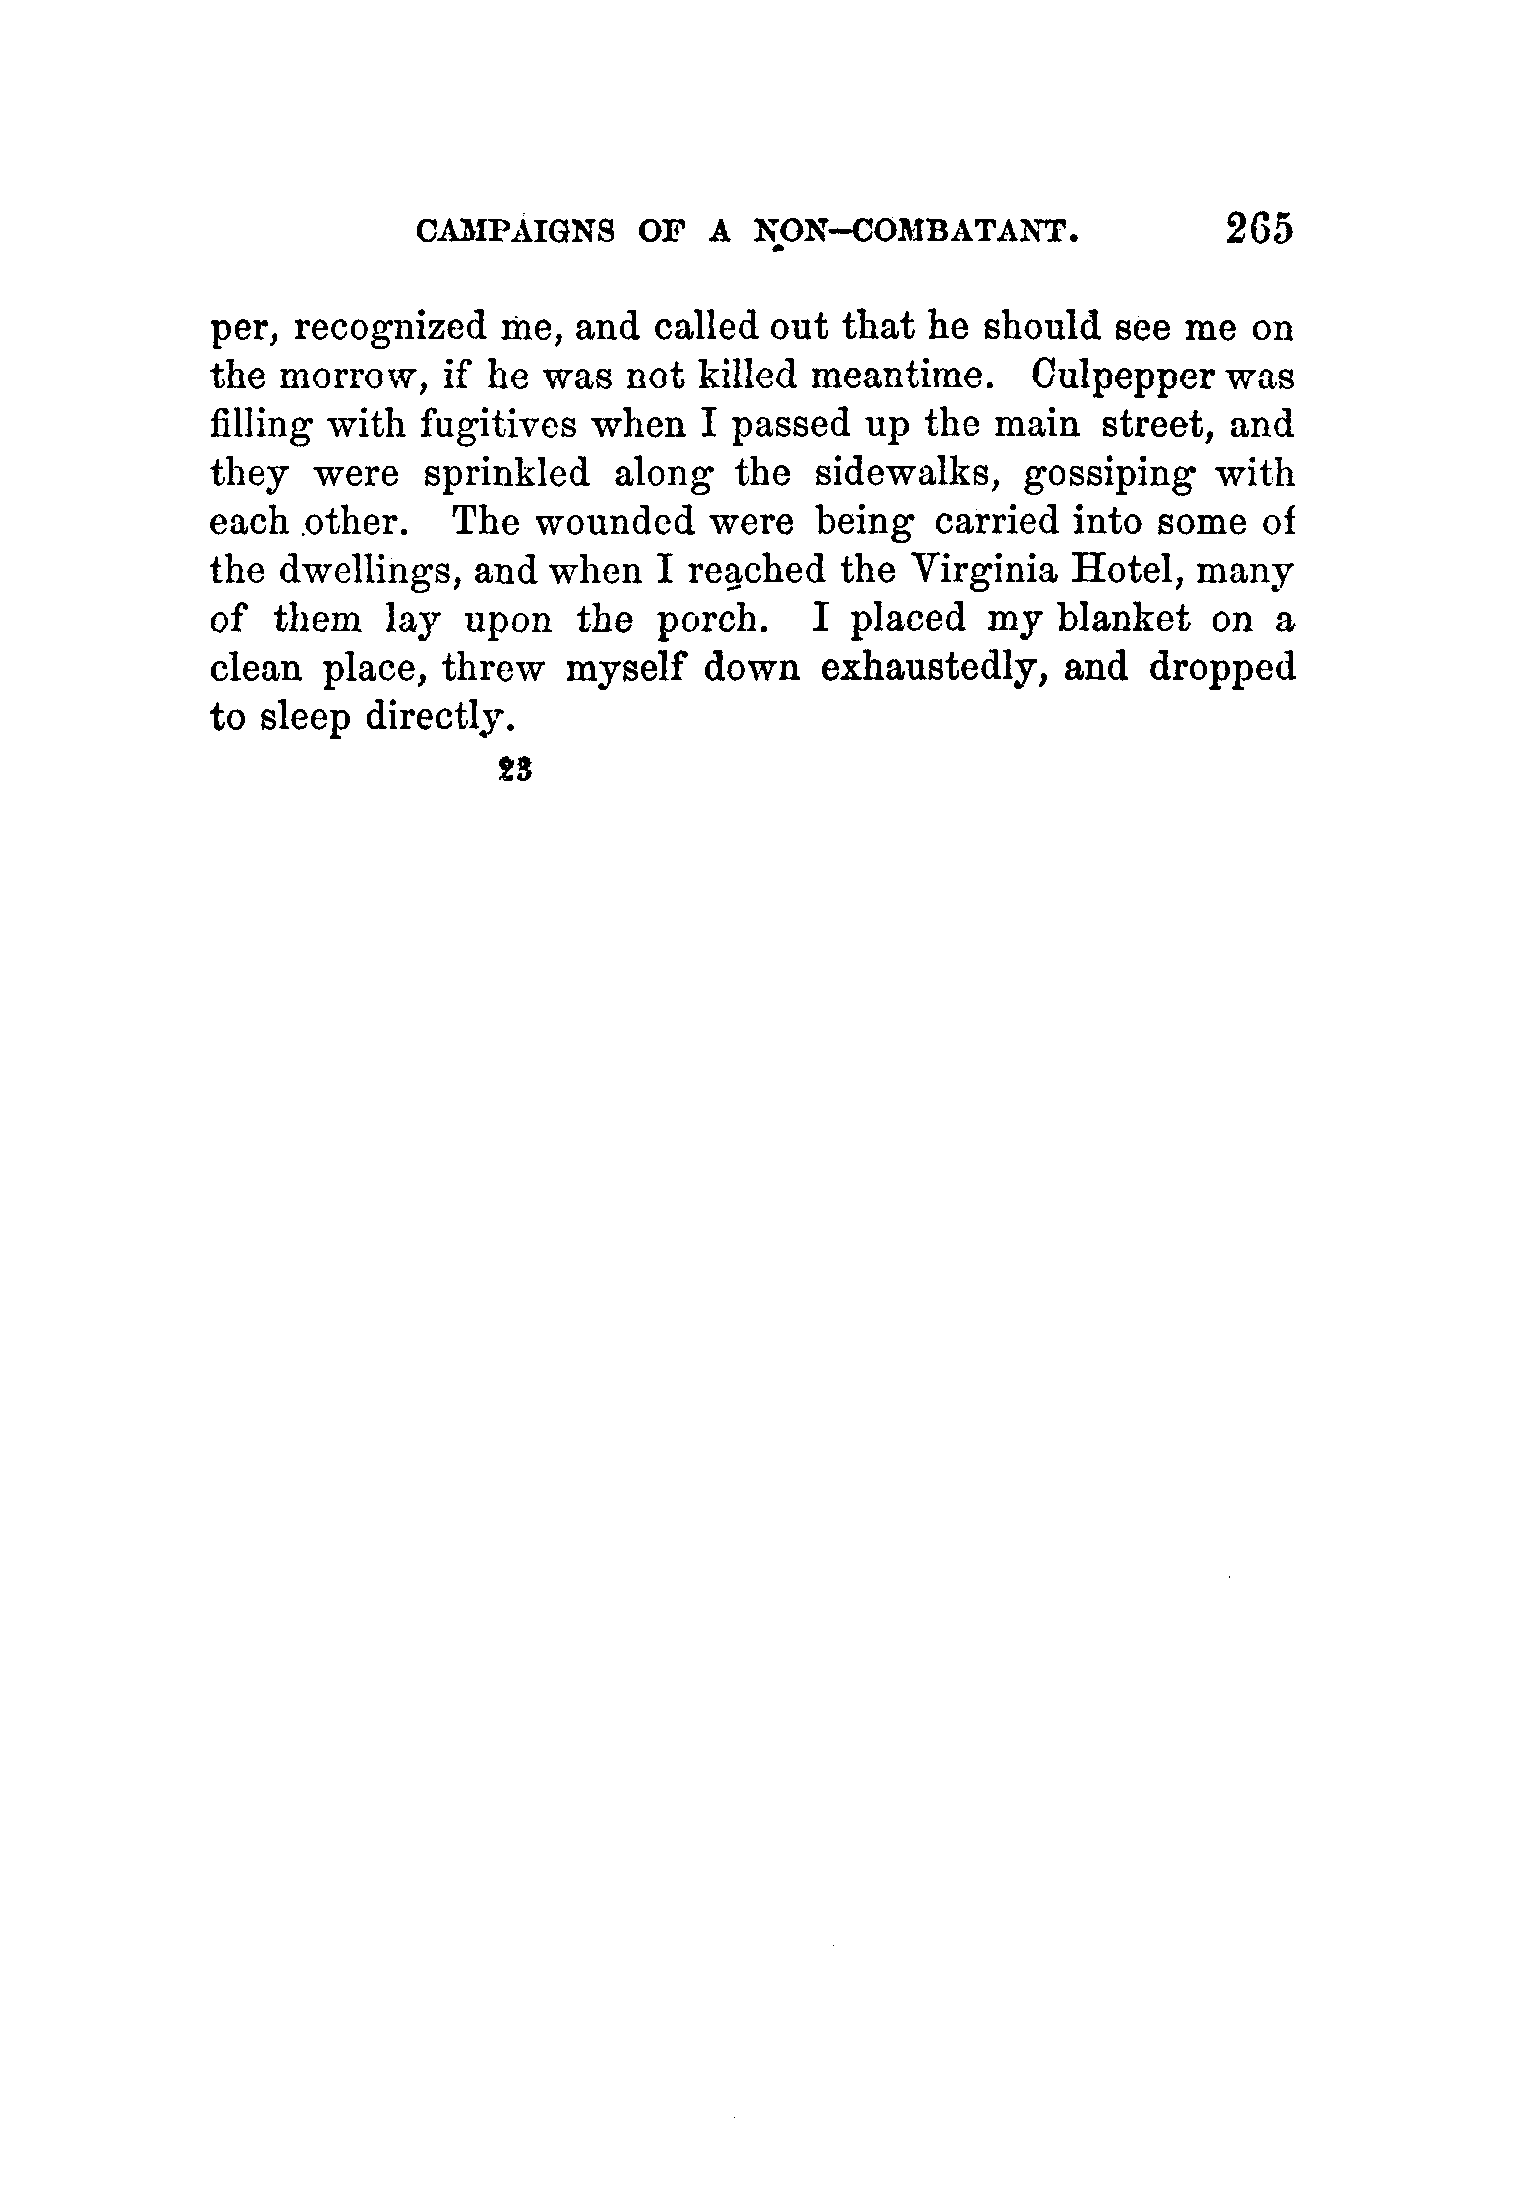 CAMPAIGNS OF A NON-COMBATANT. 265
per, recognized me, and called out that he should see me on
the morrow, if he was not killed meantime. Culpepper was
filling with fugitives when I passed up the main street, and
they were sprinkled along the sidewalks, gossiping with
each other. The wounded were being carried into some of
the dwellings, and when I reached the Virginia Hotel, many
of them lay upon the porch. I placed my blanket on a
clean place, threw myself down exhaustedly, and dropped
to sleep directly.
23